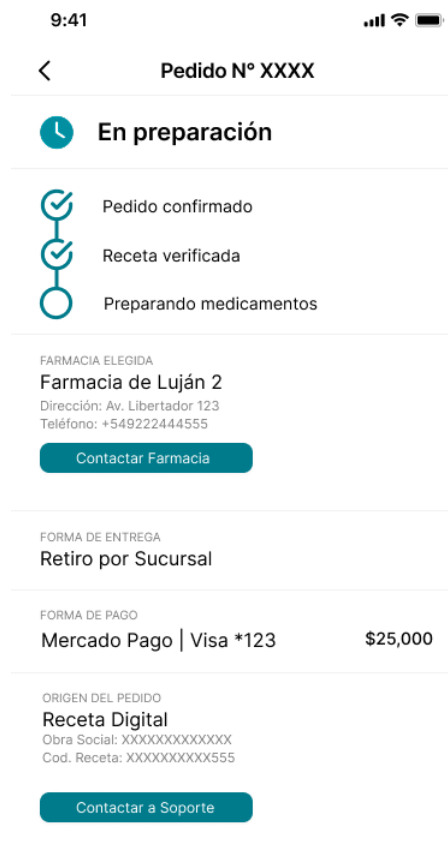 9:41
Pedido N° XXXX
En preparación
Pedido confirmado
Receta verificada
Preparando medicamentos
FARMACIA ELEGIDA
Farmacia de Luján 2
Dirección: Av. Libertador 123
Teléfono: +549222444555
Contactar Farmacia
FORMA DE ENTREGA
Retiro por Sucursal
FORMA DE PAGO
Mercado Pago | Visa *123 $25,000
ORIGEN DEL PEDIDO
Receta Digital
Obra Social: XXXXXXXXXXXXX
Cod. Receta: XXXXXXXXXX555
Contactar a Soporte